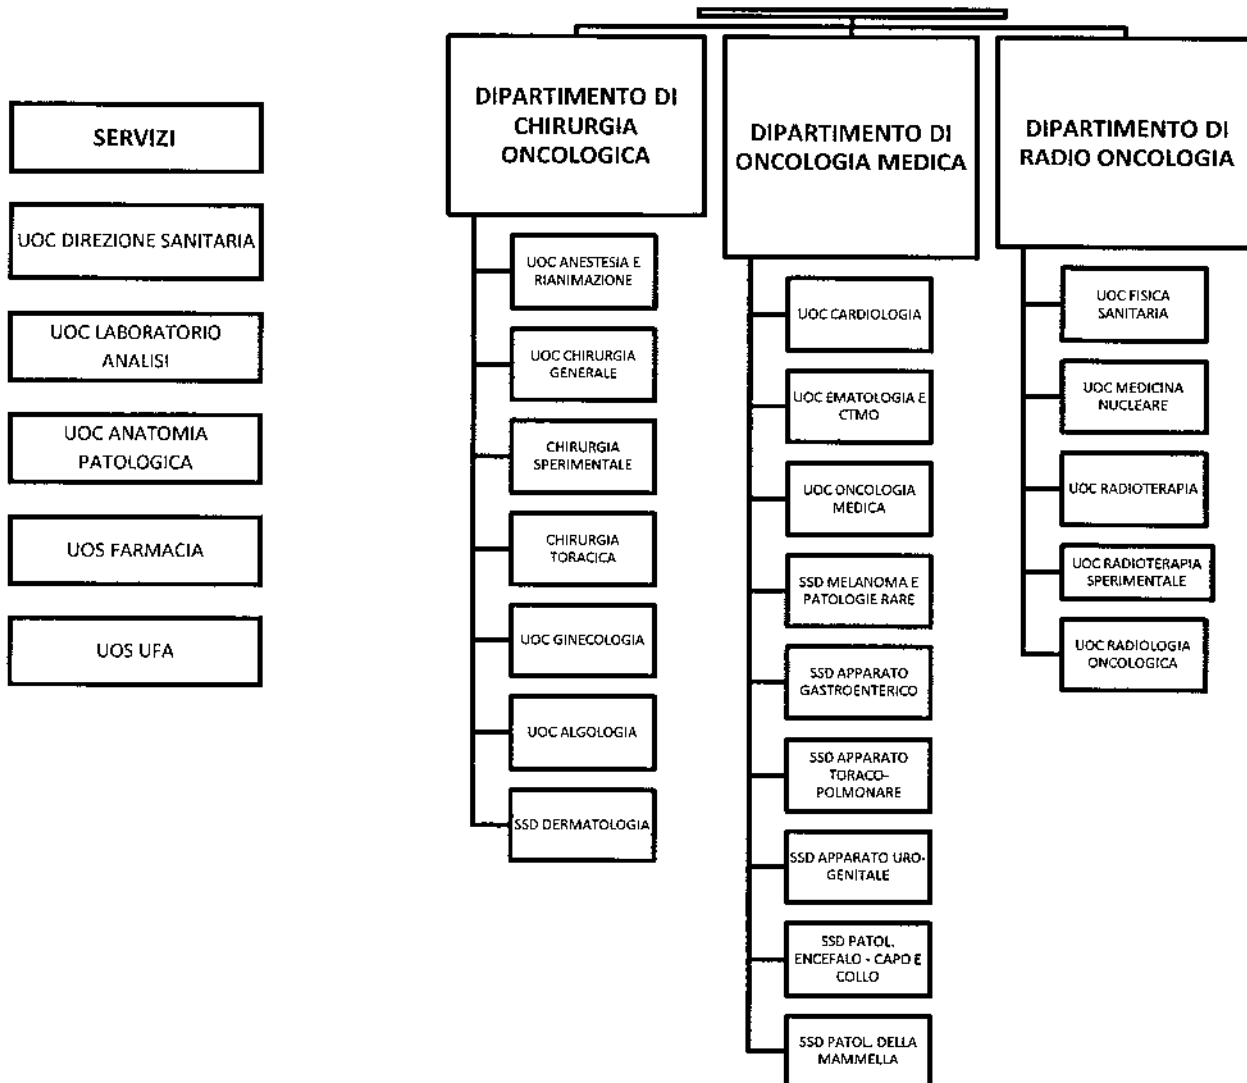 SERVIZI
UOC DIREZIONE SANITARIA
UOC LABORATORIO
ANALISI
UOC ANATOMIA
PATOLOGICA
UOS FARMACIA
UOS UFA
DIPARTIMENTO DI
CHIRURGIA
ONCOLOGICA
UOC ANESTESIA E
RIANIMAZIONE
UOC CHIRURGIA
GENERALE
CHIRURGIA
SPERIMENTALE
CHIRURGIA
TORACICA
UOC GINECOLOGIA
UOC ALGOLOGIA
SSD DERMATOLOGIA
DIPARTIMENTO DI
ONCOLOGIA MEDICA
UOC CARDIOLOGIA
UOC EMATOLOGIA E
CTMO
UOC ONCOLOGIA
MEDICA
SSD MELANOMA E
PATOLOGIE RARE
SSD APPARATO
GASTROENTERICO
SSD APPARATO
TORACO-
POLMONARE
SSD APPARATO URO-
GENITALE
SSD PATOL.
ENCEFALO - CAPO E
COLLO
SSD PATOL. DELLA
MAMMELLA
DIPARTIMENTO DI
RADIO ONCOLOGIA
UOC FISICA
SANITARIA
UOC MEDICINA
NUCLEARE
UOC RADIOTERAPIA
UOC RADIOTERAPIA
SPERIMENTALE
UOC RADIOLOGIA
ONCOLOGICA